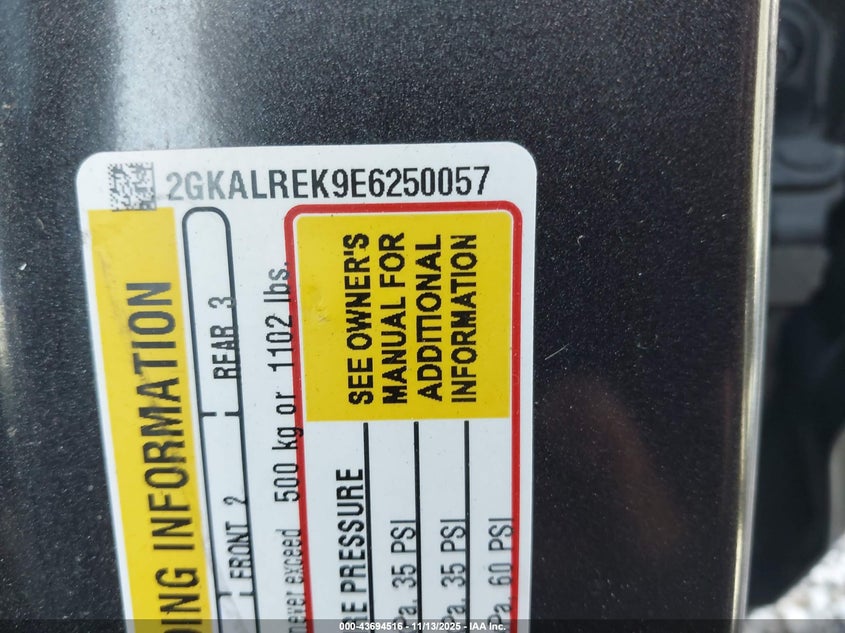 2GKALREK9E6250057
DING INFORMATION
FRONT 2
REAR 3
never exceed 500 kg or 1102 lbs.
PRESSURE
35 PSI
35 PSI
60 PSI
SEE OWNER'S
MANUAL FOR
ADDITIONAL
INFORMATION
000-43694516 - 11/13/2025 - IAA Inc.